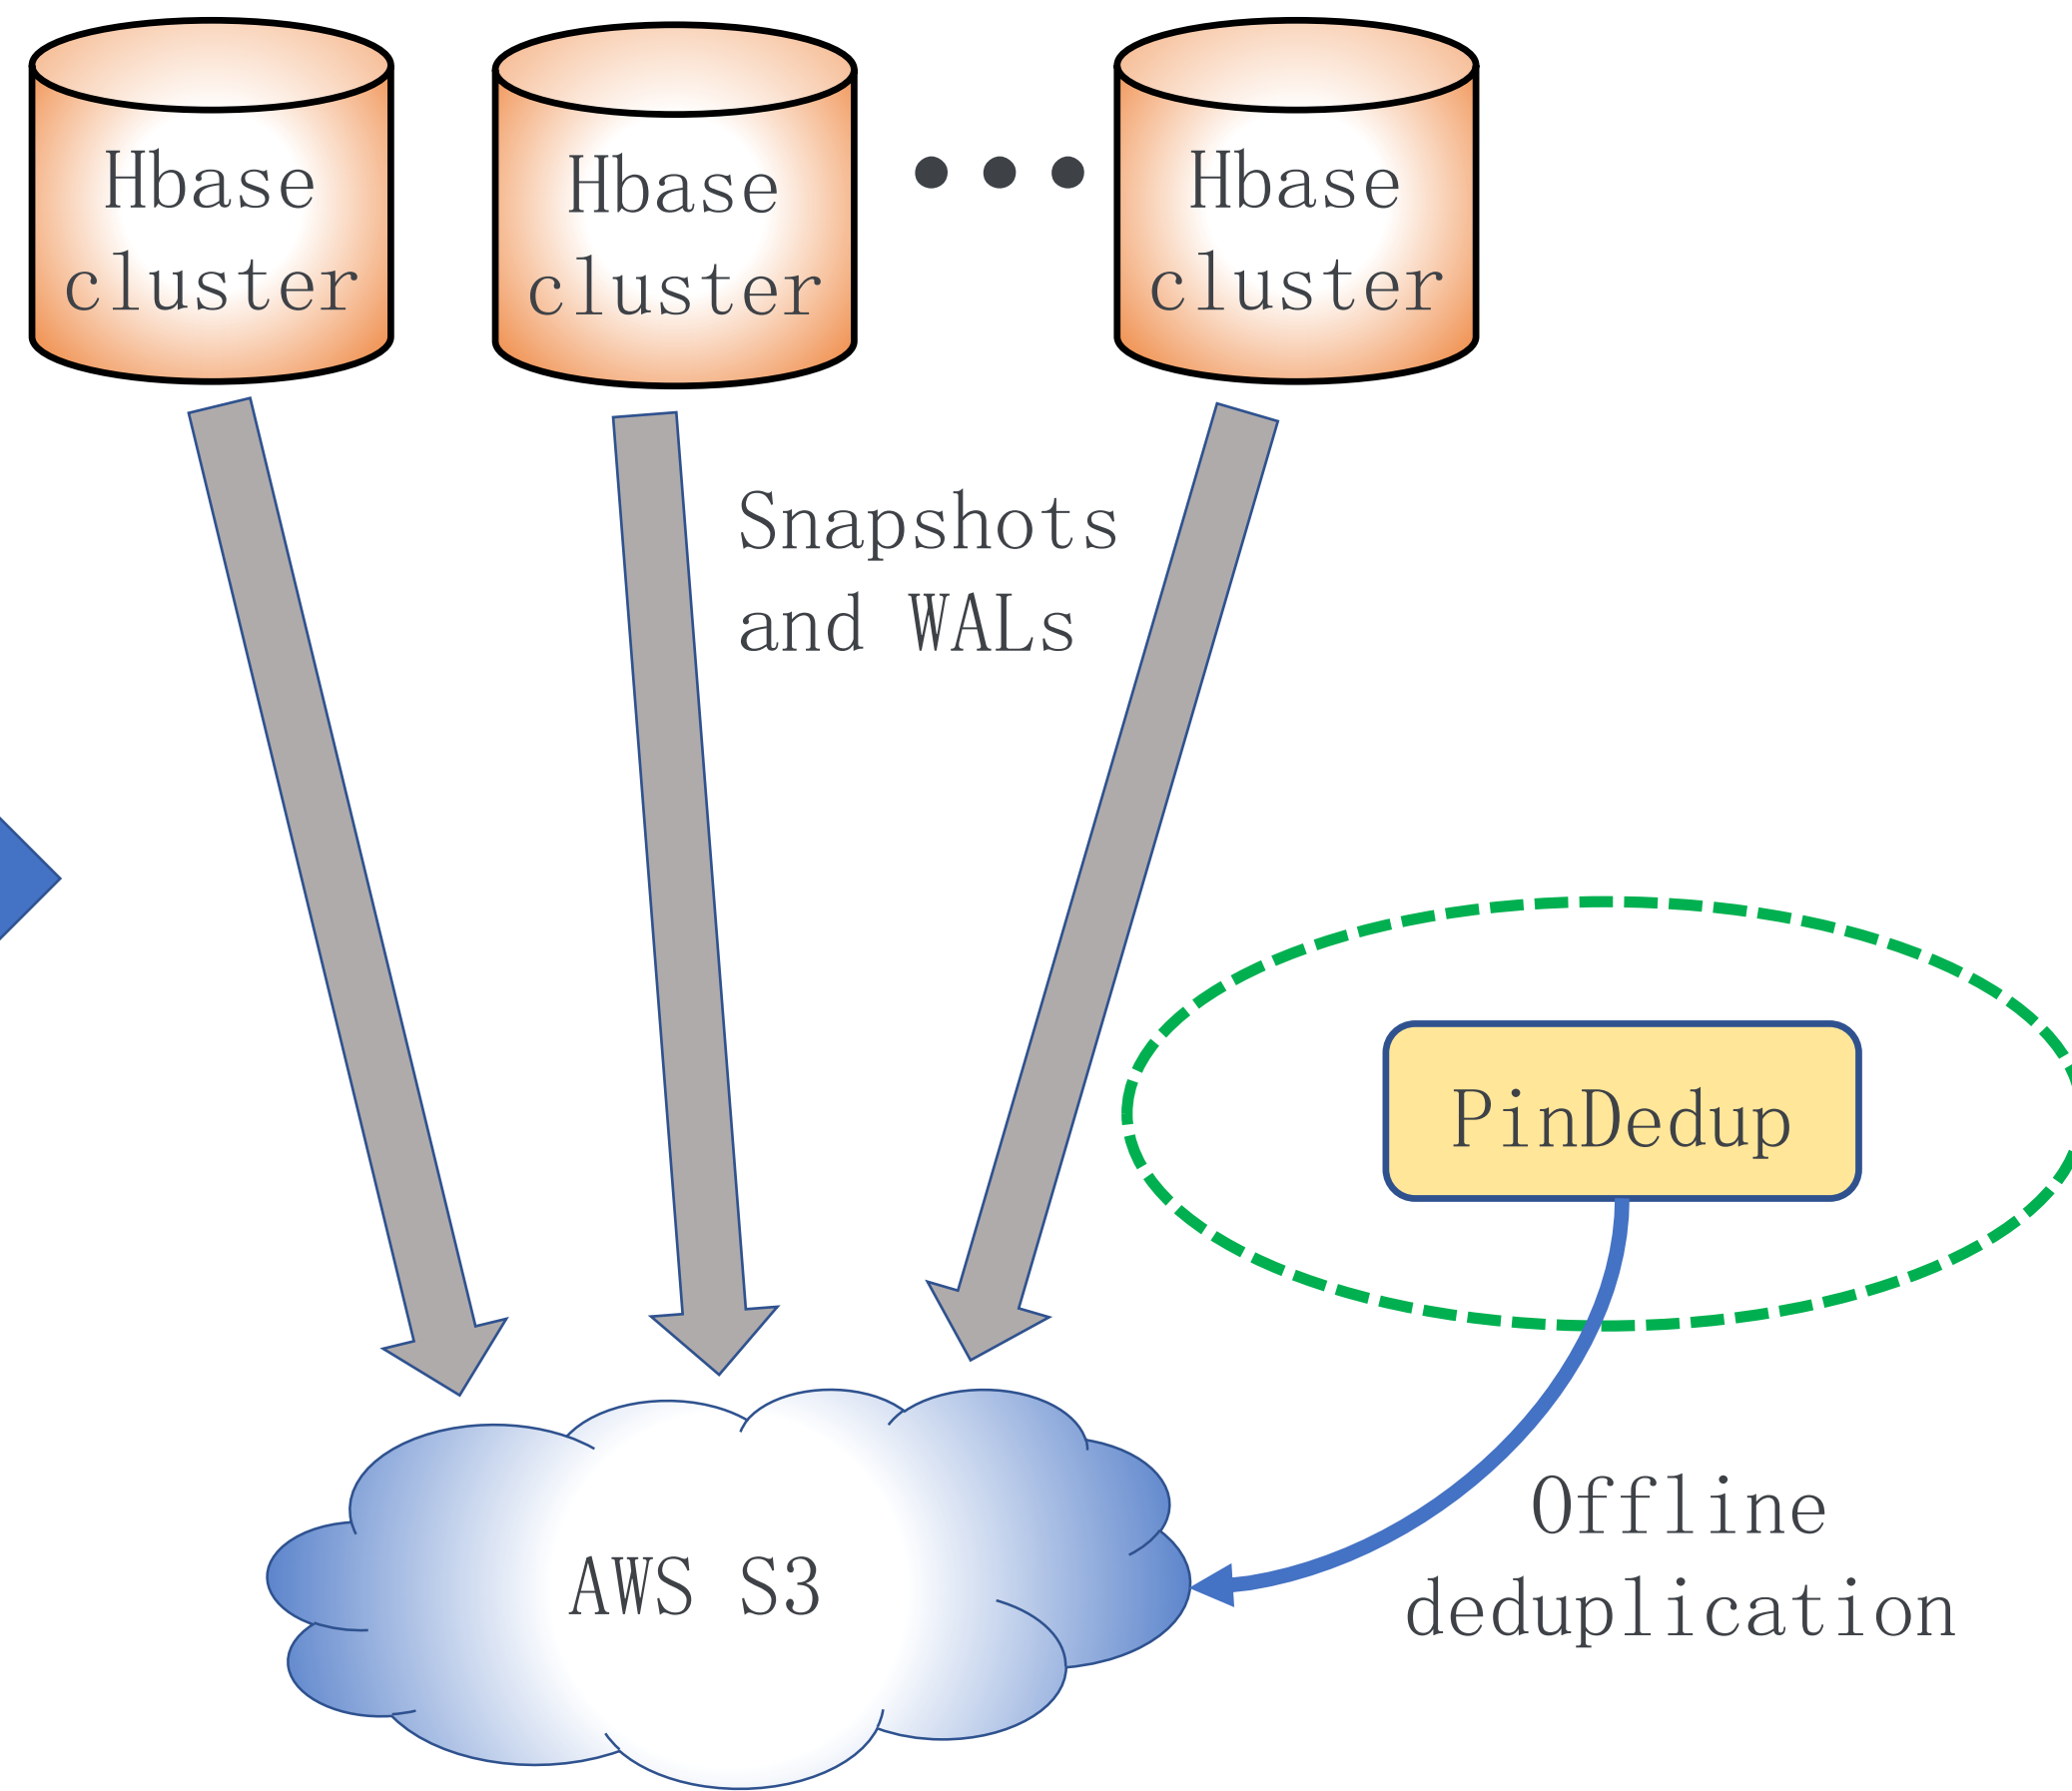 Hbase
cluster
Hbase
cluster
Hbase
cluster
Snapshots
and WALs
PinDedup
AWS S3
Offline
deduplication